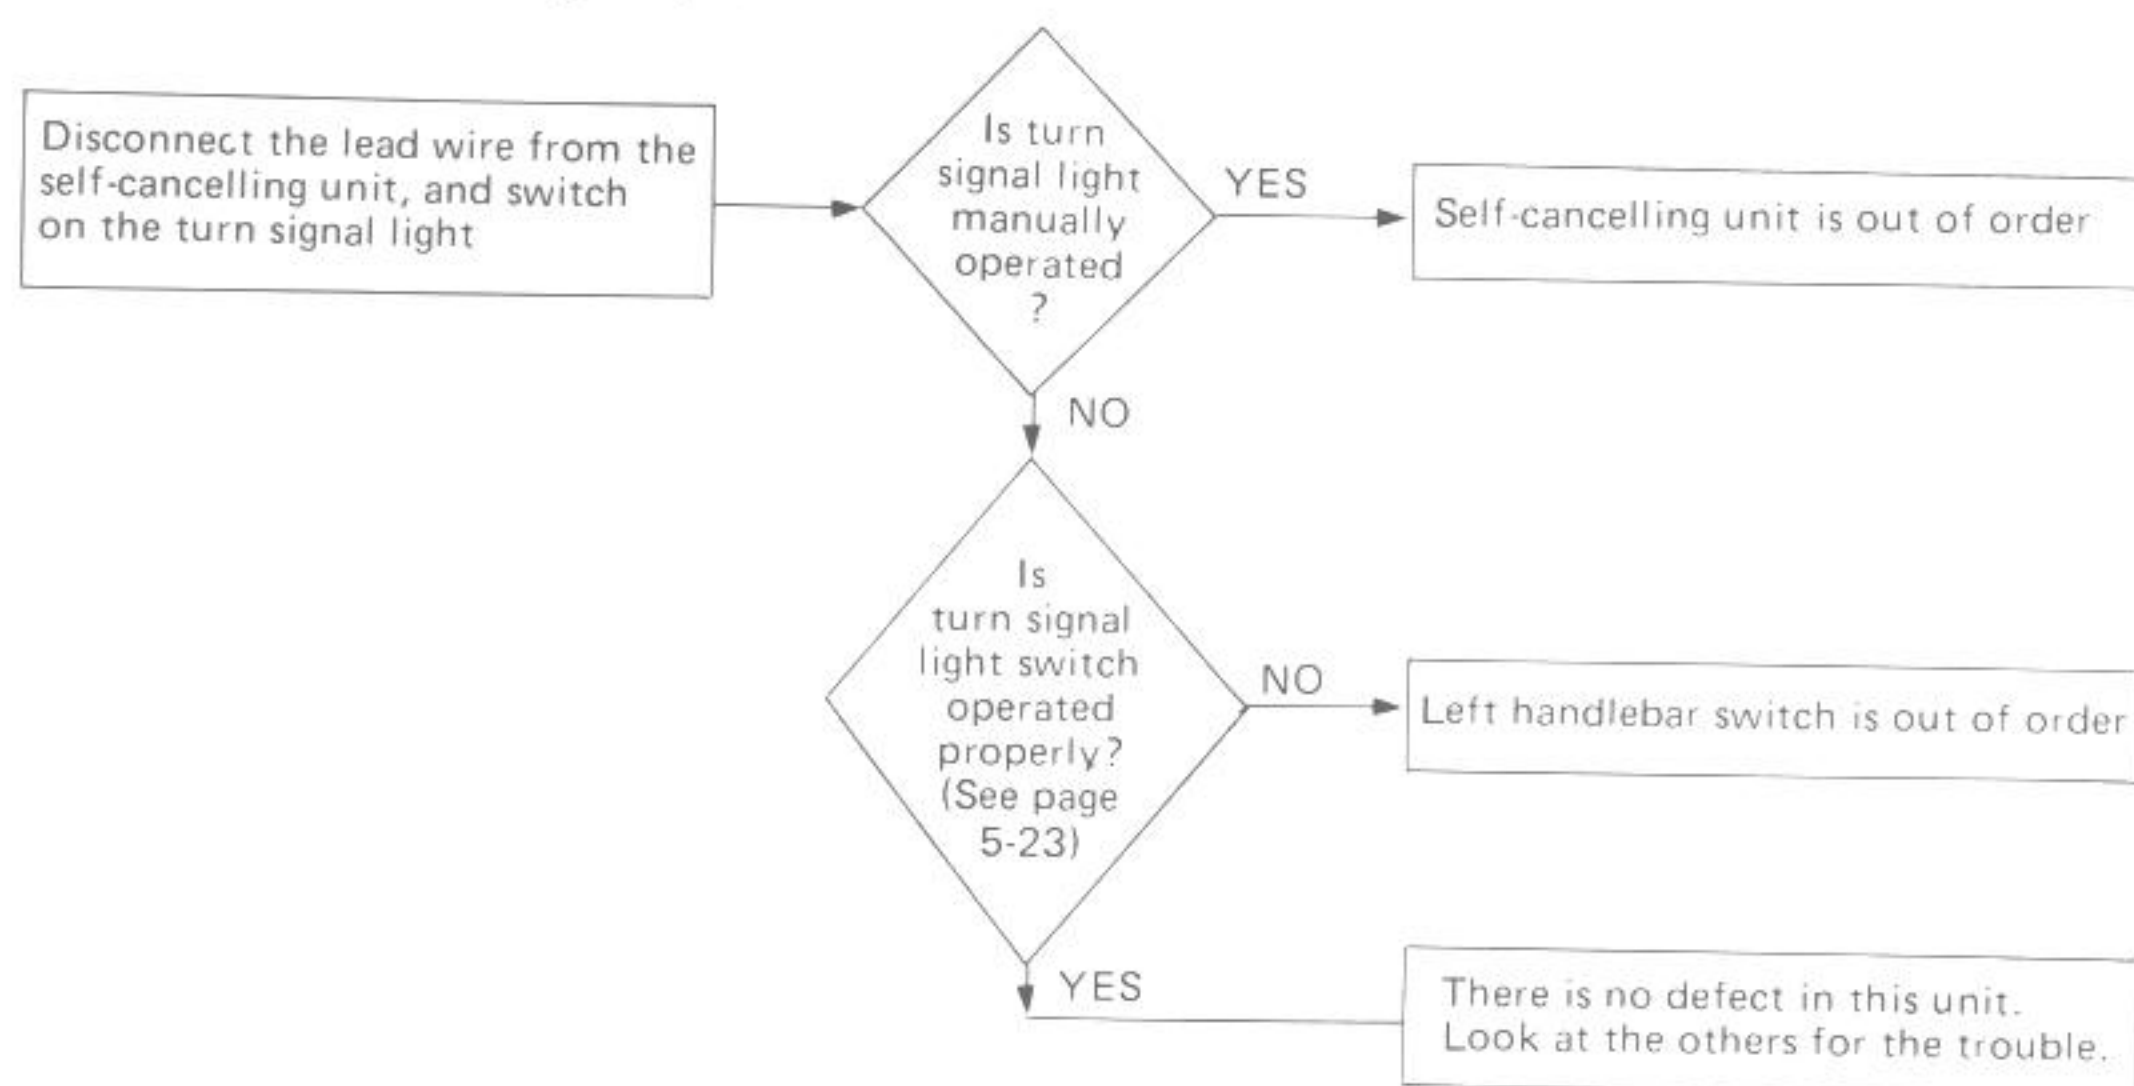 Disconnect the lead wire from the
self-cancelling unit, and switch
on the turn signal light
Is turn
signal light
manually
operated
?
YES
Self-cancelling unit is out of order
NO
Is
turn signal
light switch
operated
properly?
(See page
5-23)
NO
Left handlebar switch is out of order
YES
There is no defect in this unit.
Look at the others for the trouble.